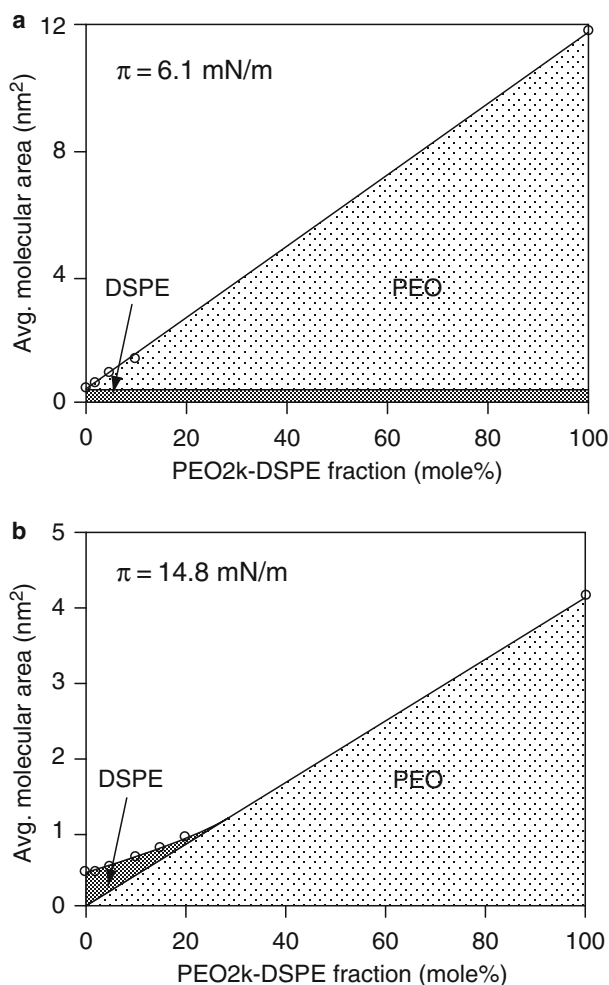 a
π = 6.1 mN/m
Avg. molecular area (nm²)
12
8
4
0
DSPE
PEO
0 20 40 60 80 100
PEO2k-DSPE fraction (mole%)
b
π = 14.8 mN/m
Avg. molecular area (nm²)
5
4
3
2
1
0
DSPE
PEO
0 20 40 60 80 100
PEO2k-DSPE fraction (mole%)